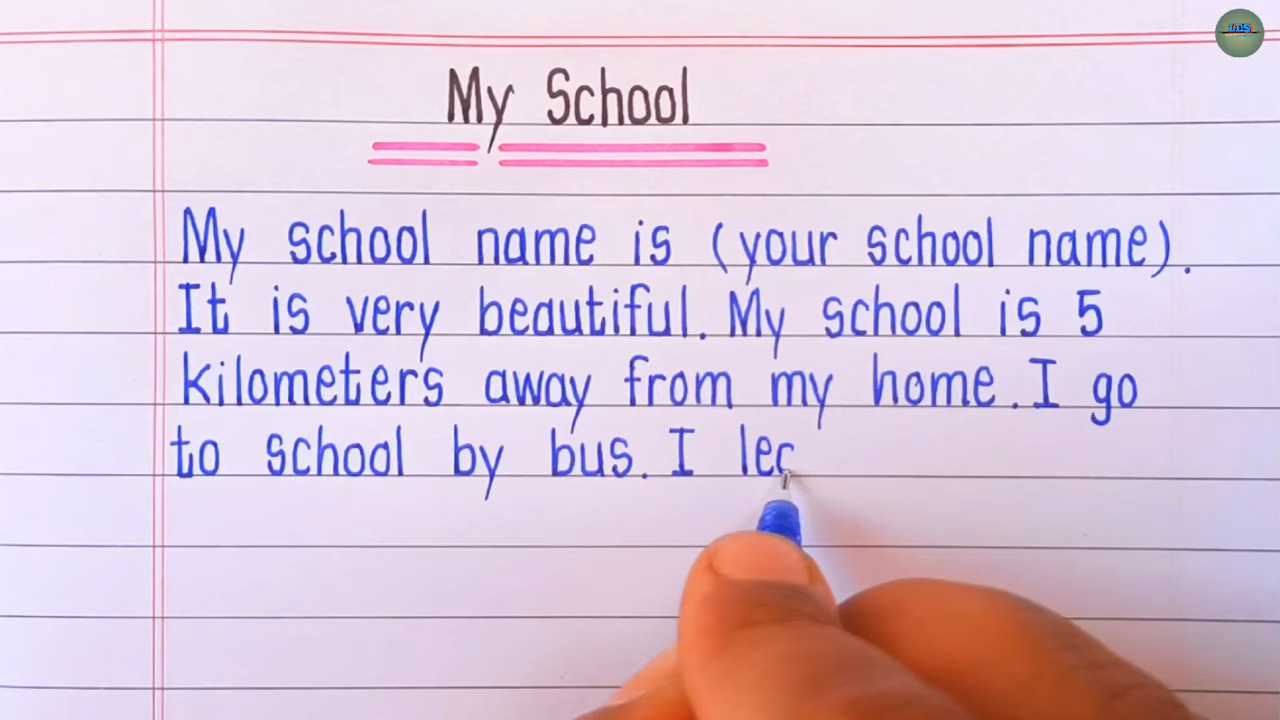 My School
My school name is (your school name).
It is very beautiful. My school is 5
kilometers away from my home. I go
to school by bus. I